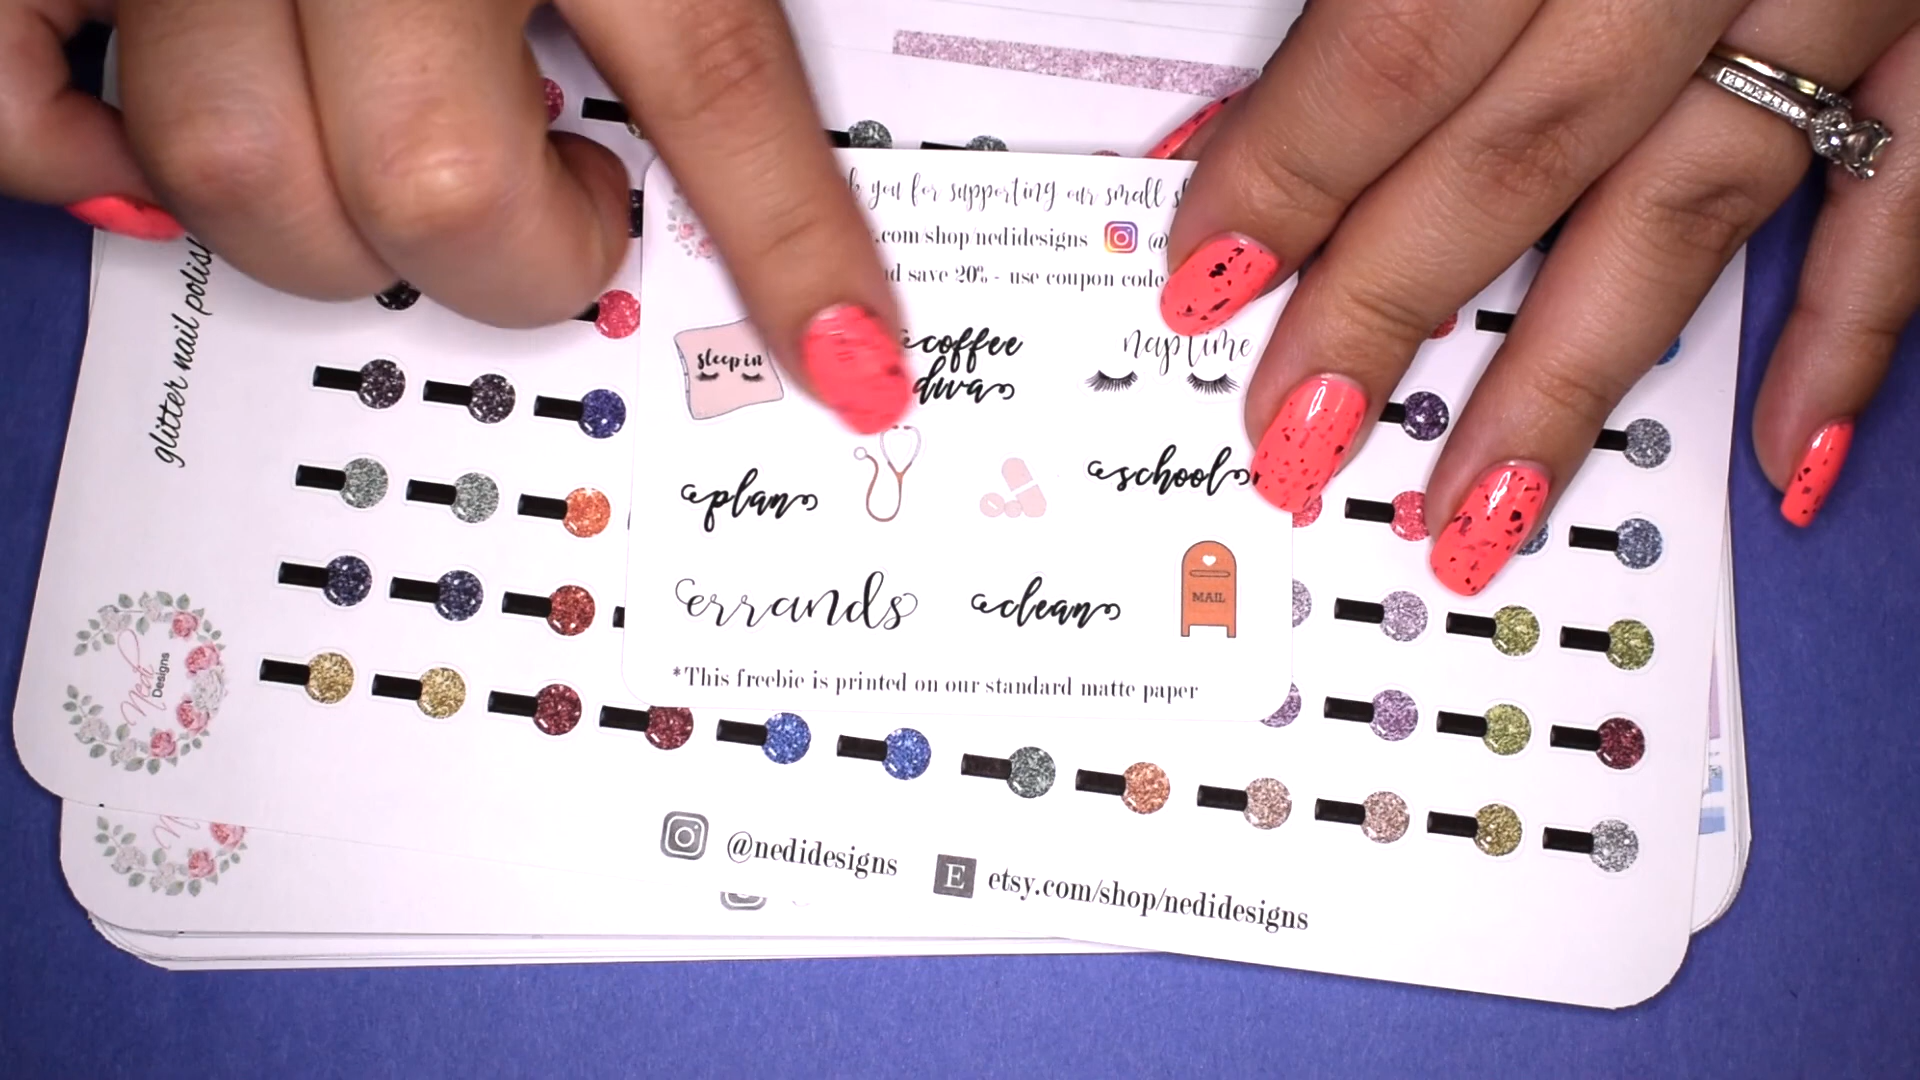 you for supporting our small
.com/shop/nedidesigns @
save 20% - use coupon code
sleep in
coffee
diva
nap time
plan
school
errands
clean
MAIL
*This freebie is printed on our standard matte paper
glitter nail polish
Nedi
Designs
@nedidesigns
E etsy.com/shop/nedidesigns